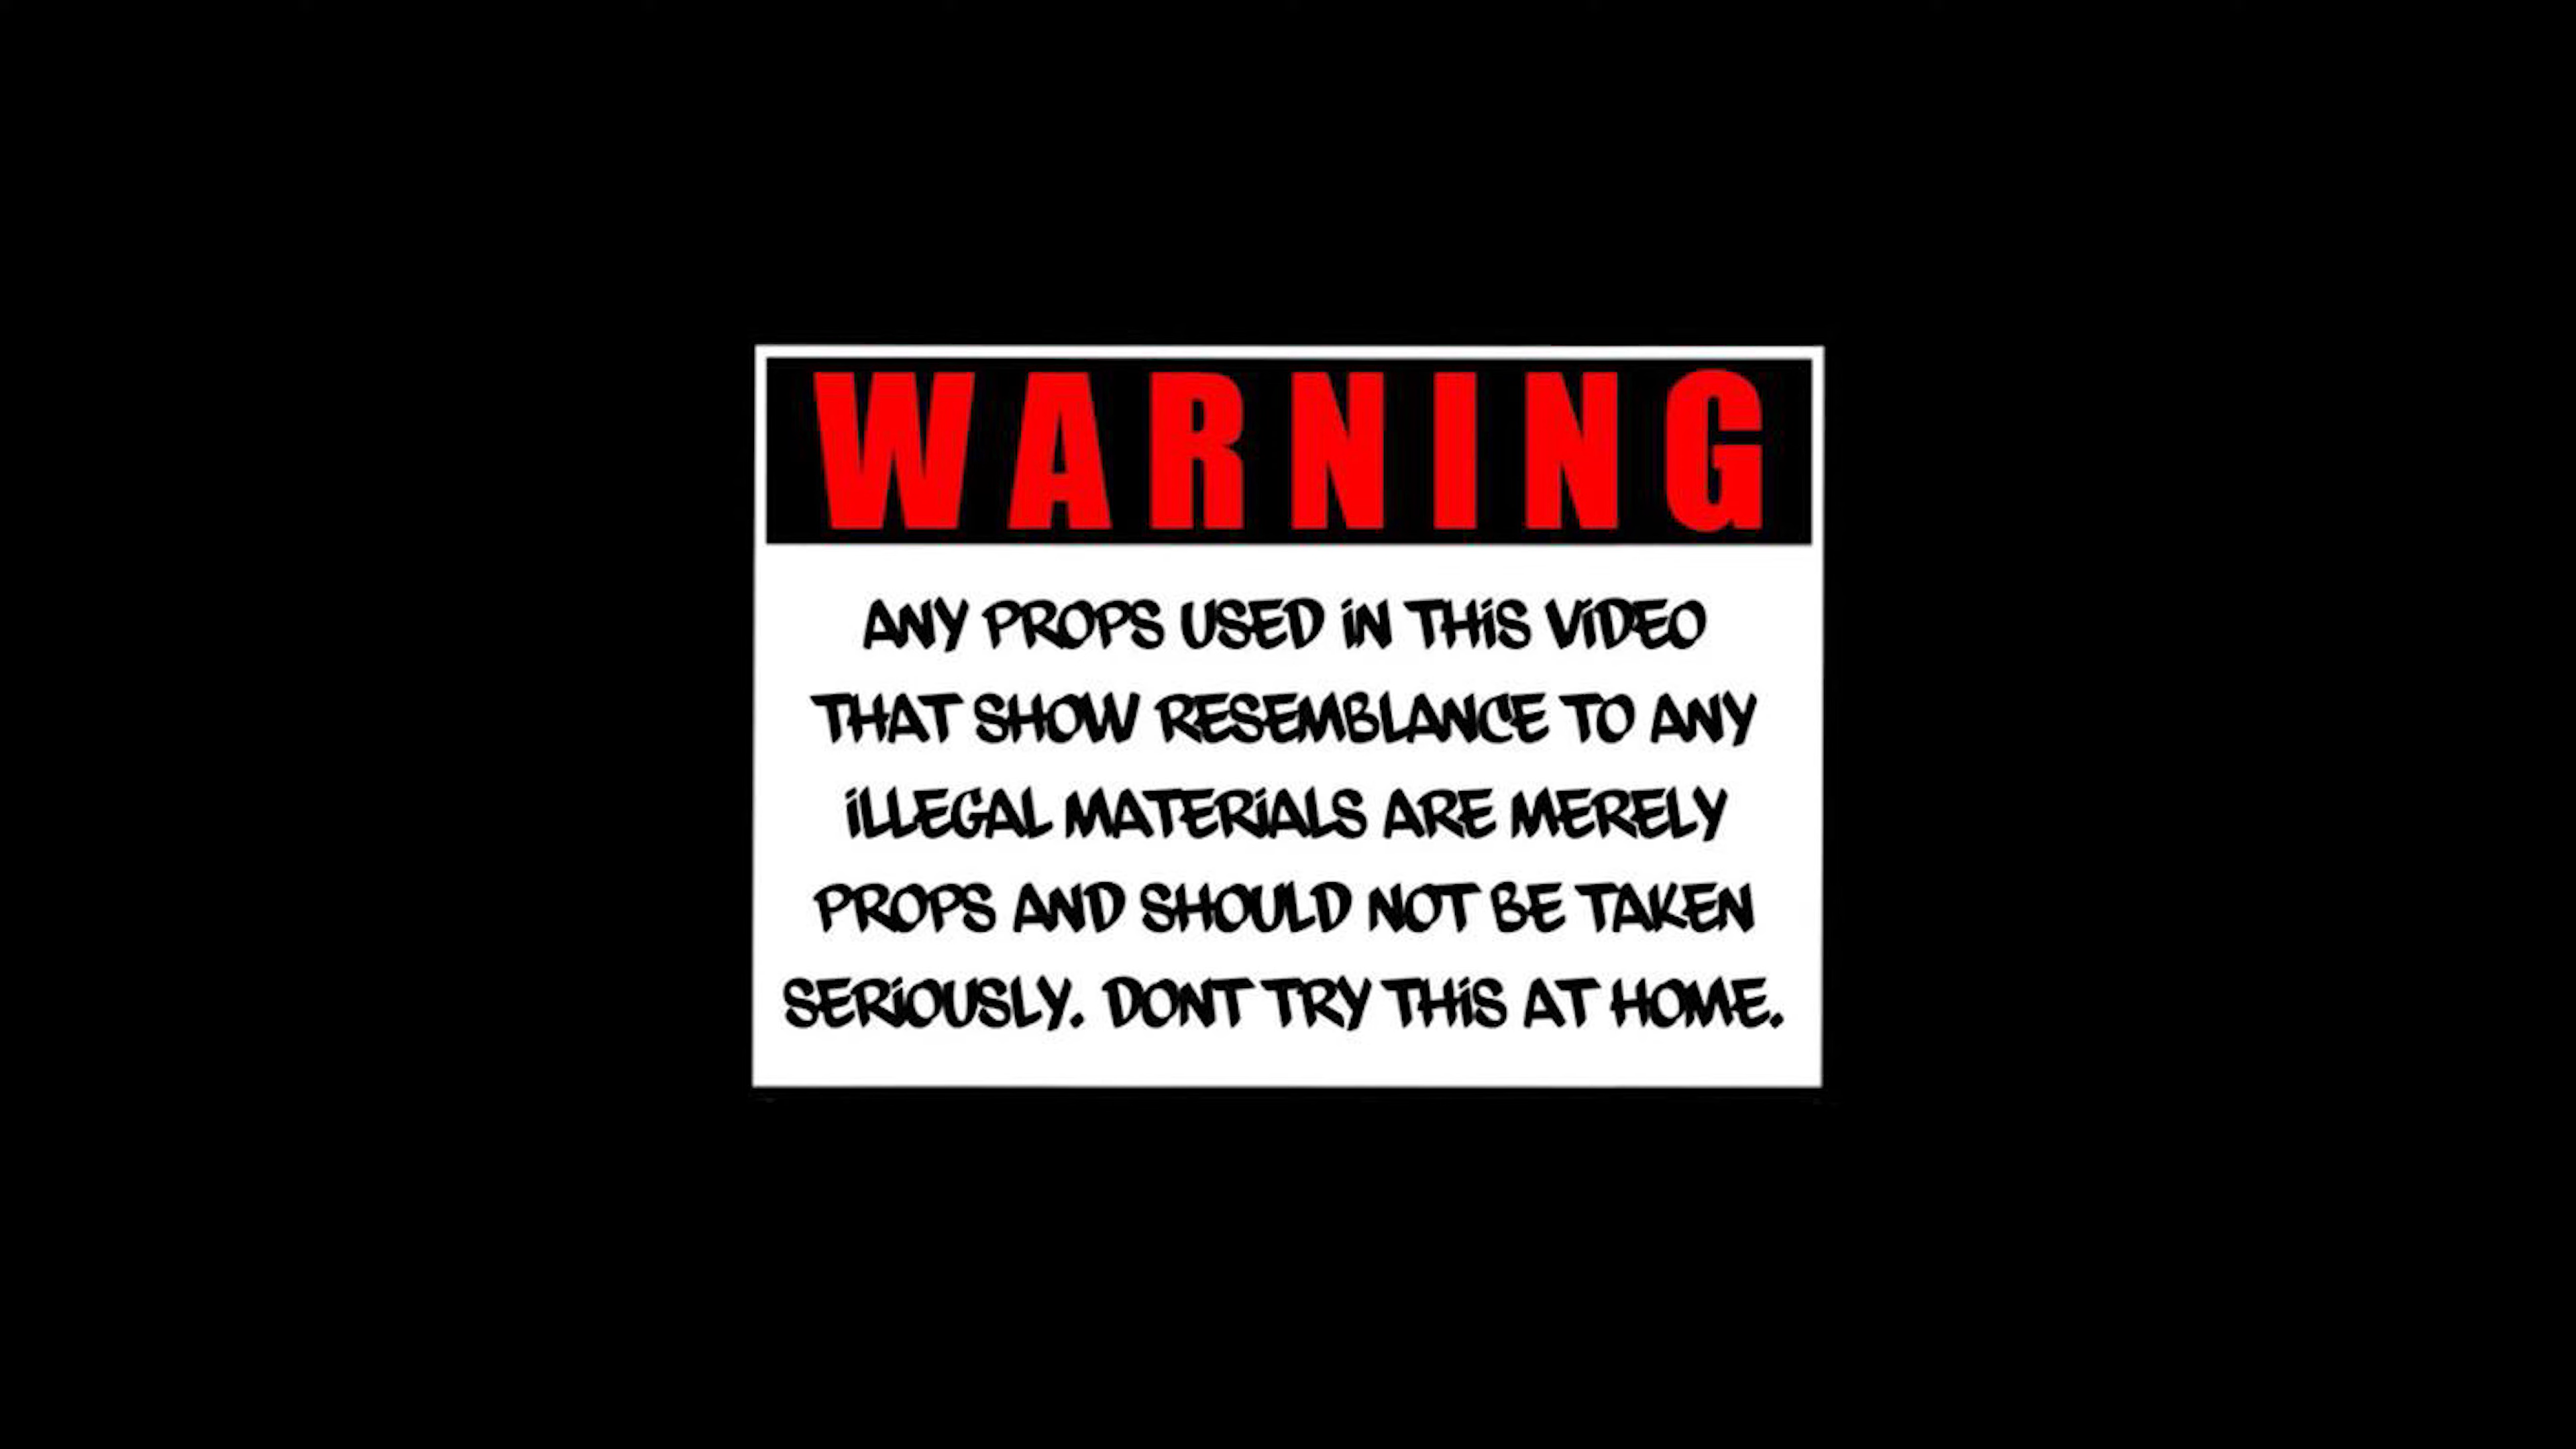 WARNING
ANY PROPS USED iN THiS ViDEO
THAT SHOW RESEMBLANCE TO ANY
iLLEGAL MATERiALS ARE MERELY
PROPS AND SHOULD NOT BE TAKEN
SERiOUSLY. DONT TRY THiS AT HOME.